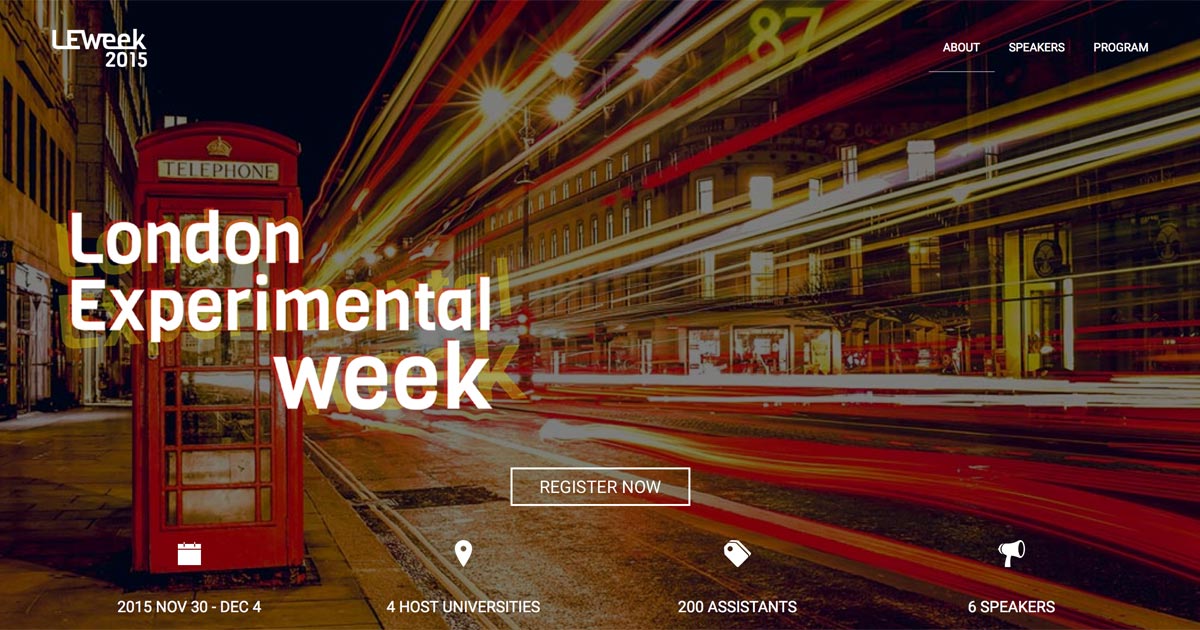 LEweek
2015
ABOUT
SPEAKERS
PROGRAM
87
TELEPHONE
London
Experimental
week
REGISTER NOW
2015 NOV 30 - DEC 4
4 HOST UNIVERSITIES
200 ASSISTANTS
6 SPEAKERS